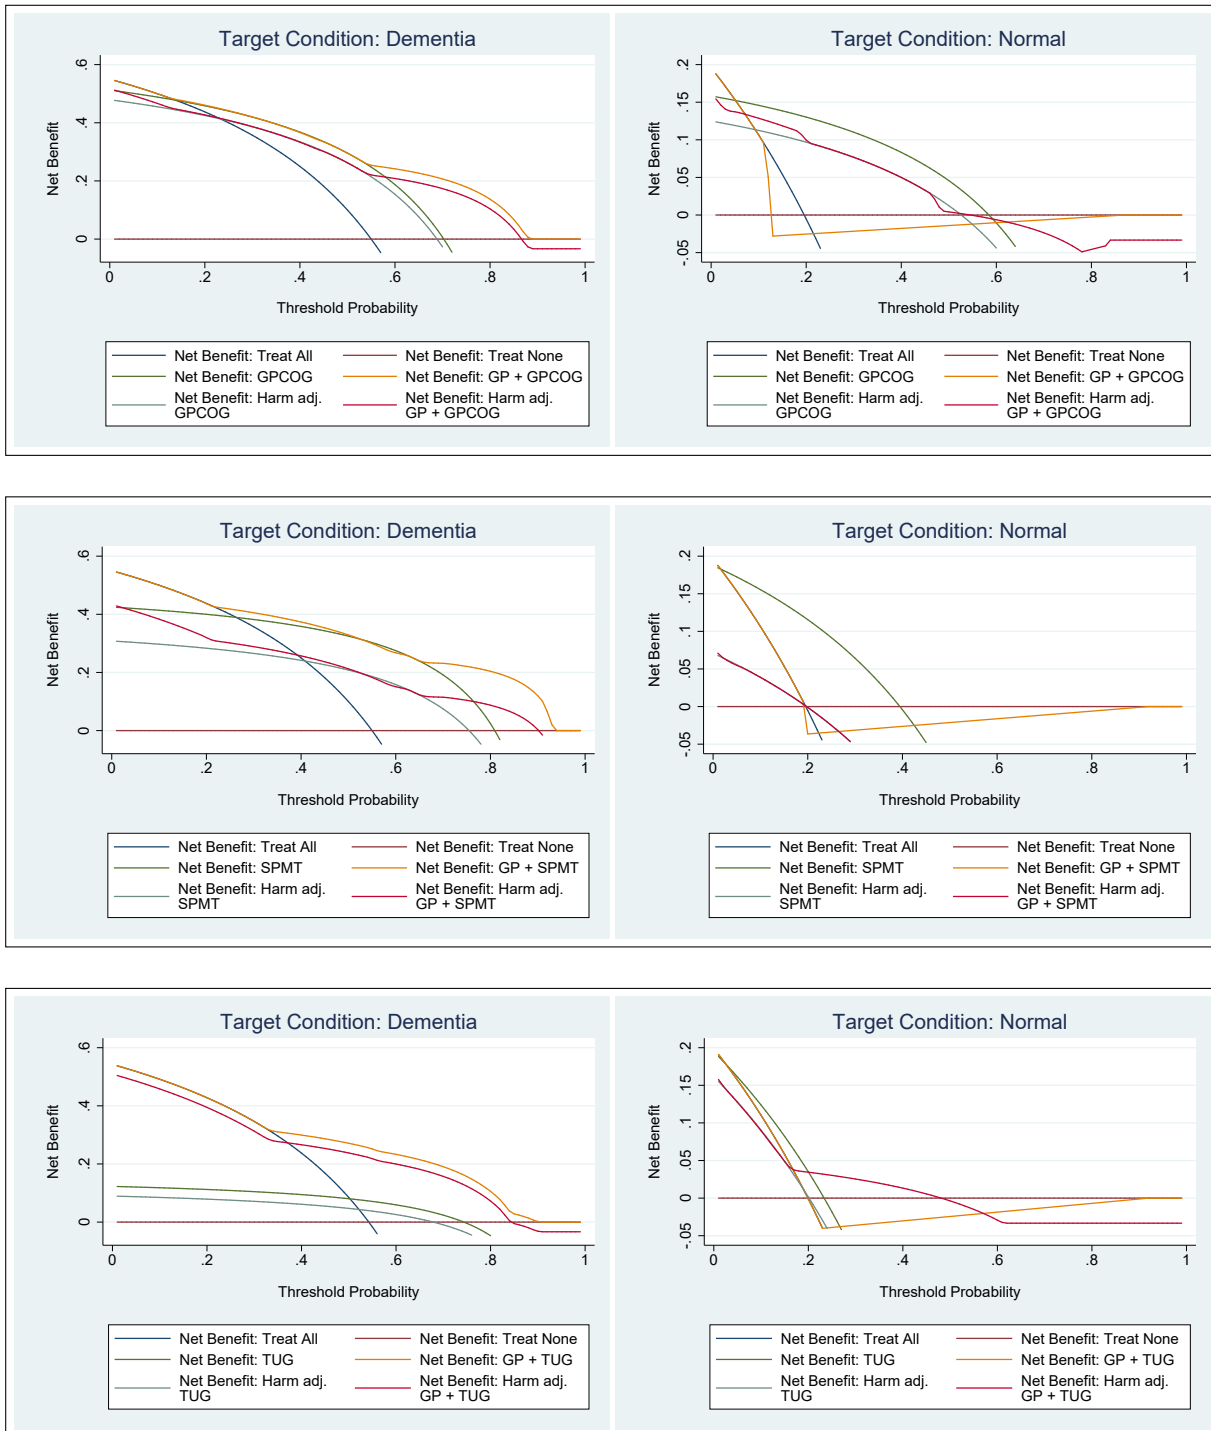 Target Condition: Dementia
Net Benefit
.6
.4
.2
0
0 .2 .4 .6 .8 1
Threshold Probability
Net Benefit: Treat All
Net Benefit: Treat None
Net Benefit: GPCOG
Net Benefit: GP + GPCOG
Net Benefit: Harm adj.
GPCOG
Net Benefit: Harm adj.
GP + GPCOG
Target Condition: Normal
Net Benefit
.2
.15
.1
.05
0
-.05
0 .2 .4 .6 .8 1
Threshold Probability
Net Benefit: Treat All
Net Benefit: Treat None
Net Benefit: GPCOG
Net Benefit: GP + GPCOG
Net Benefit: Harm adj.
GPCOG
Net Benefit: Harm adj.
GP + GPCOG
Target Condition: Dementia
Net Benefit
.6
.4
.2
0
0 .2 .4 .6 .8 1
Threshold Probability
Net Benefit: Treat All
Net Benefit: Treat None
Net Benefit: SPMT
Net Benefit: GP + SPMT
Net Benefit: Harm adj.
SPMT
Net Benefit: Harm adj.
GP + SPMT
Target Condition: Normal
Net Benefit
.2
.15
.1
.05
0
-.05
0 .2 .4 .6 .8 1
Threshold Probability
Net Benefit: Treat All
Net Benefit: Treat None
Net Benefit: SPMT
Net Benefit: GP + SPMT
Net Benefit: Harm adj.
SPMT
Net Benefit: Harm adj.
GP + SPMT
Target Condition: Dementia
Net Benefit
.6
.4
.2
0
0 .2 .4 .6 .8 1
Threshold Probability
Net Benefit: Treat All
Net Benefit: Treat None
Net Benefit: TUG
Net Benefit: GP + TUG
Net Benefit: Harm adj.
TUG
Net Benefit: Harm adj.
GP + TUG
Target Condition: Normal
Net Benefit
.2
.15
.1
.05
0
-.05
0 .2 .4 .6 .8 1
Threshold Probability
Net Benefit: Treat All
Net Benefit: Treat None
Net Benefit: TUG
Net Benefit: GP + TUG
Net Benefit: Harm adj.
TUG
Net Benefit: Harm adj.
GP + TUG